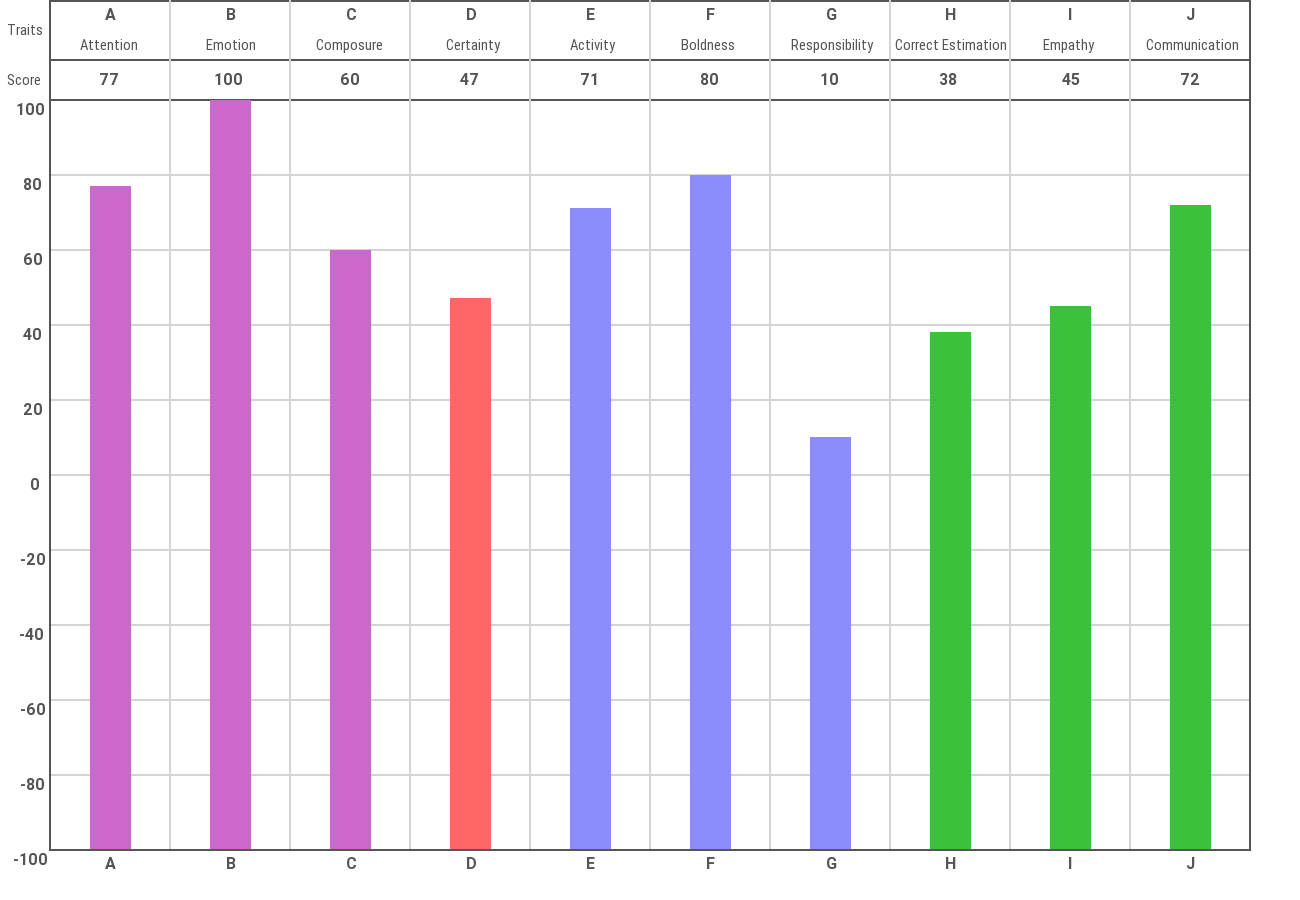 Traits
A B C D E F G H I J
Attention Emotion Composure Certainty Activity Boldness Responsibility Correct Estimation Empathy Communication
Score 77 100 60 47 71 80 10 38 45 72
100
80
60
40
20
0
-20
-40
-60
-80
-100
A B C D E F G H I J